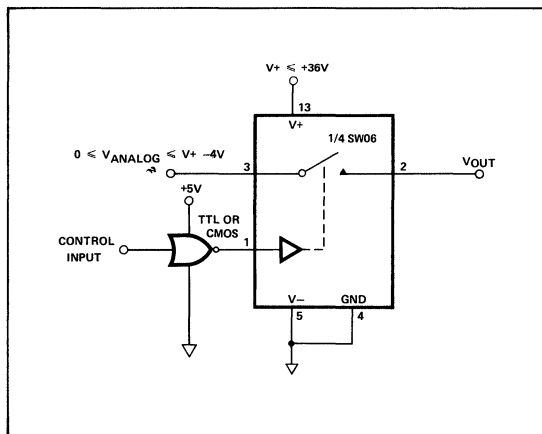 V+ ≤ +36V
13
V+
1/4 SW06
0 ≤ VANALOG ≤ V+ −4V
3
2
VOUT
+5V
TTL OR
CMOS
CONTROL
INPUT
1
V−
GND
5
4